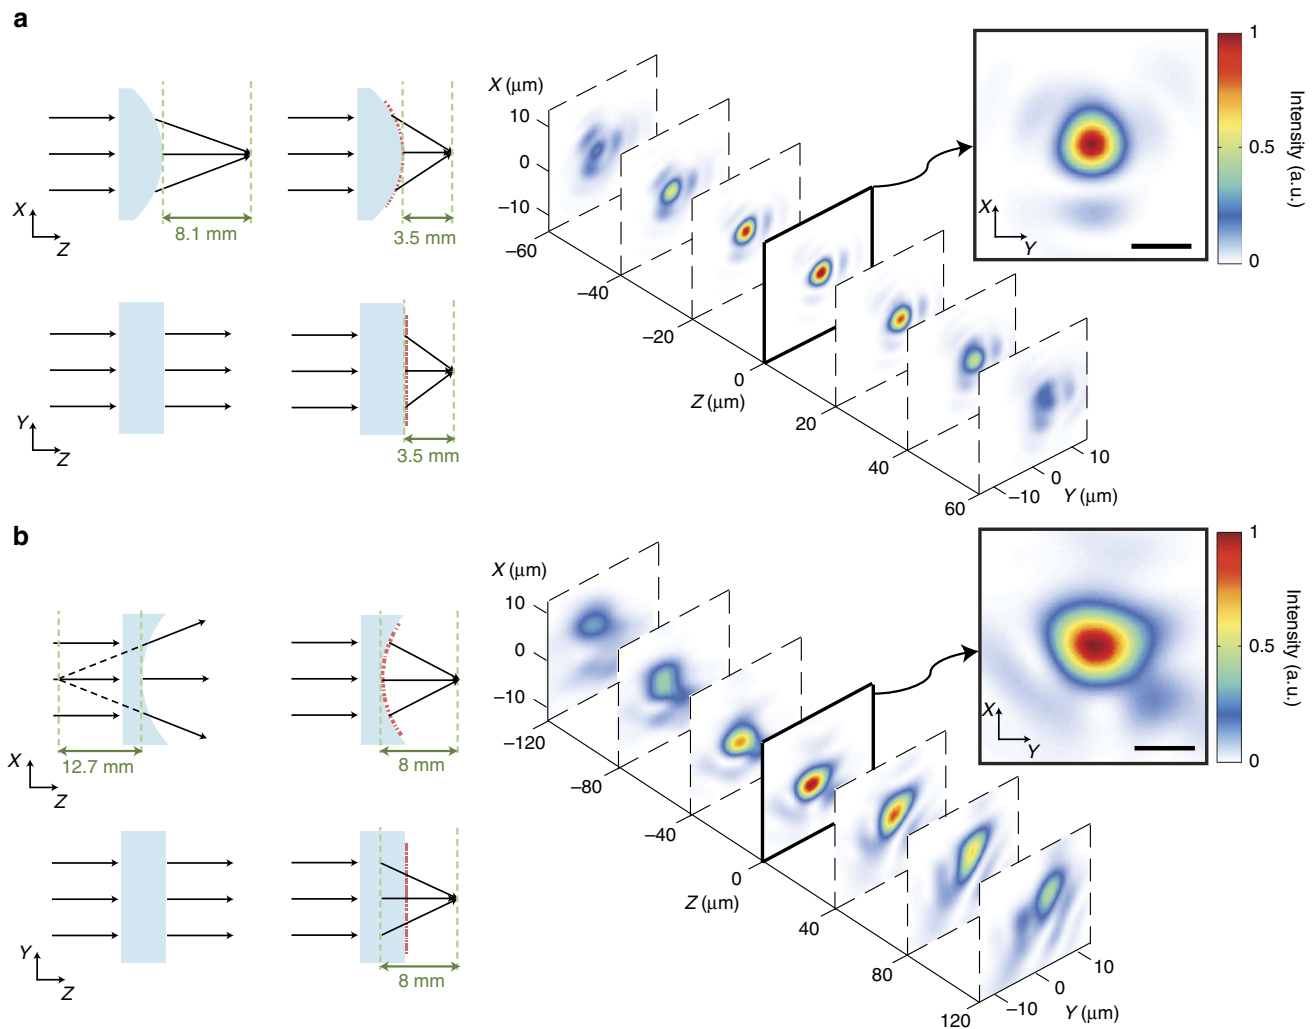 a
X
Z
8.1 mm
3.5 mm
Y
Z
3.5 mm
X (μm)
10
0
−10
−60
−40
−20
0
Z (μm)
20
40
60
−10
0
10
Y (μm)
X
Y
1
0.5
0
Intensity (a.u.)
b
X
Z
12.7 mm
8 mm
Y
Z
8 mm
X (μm)
10
0
−10
−120
−80
−40
0
Z (μm)
40
80
120
−10
0
10
Y (μm)
X
Y
1
0.5
0
Intensity (a.u.)